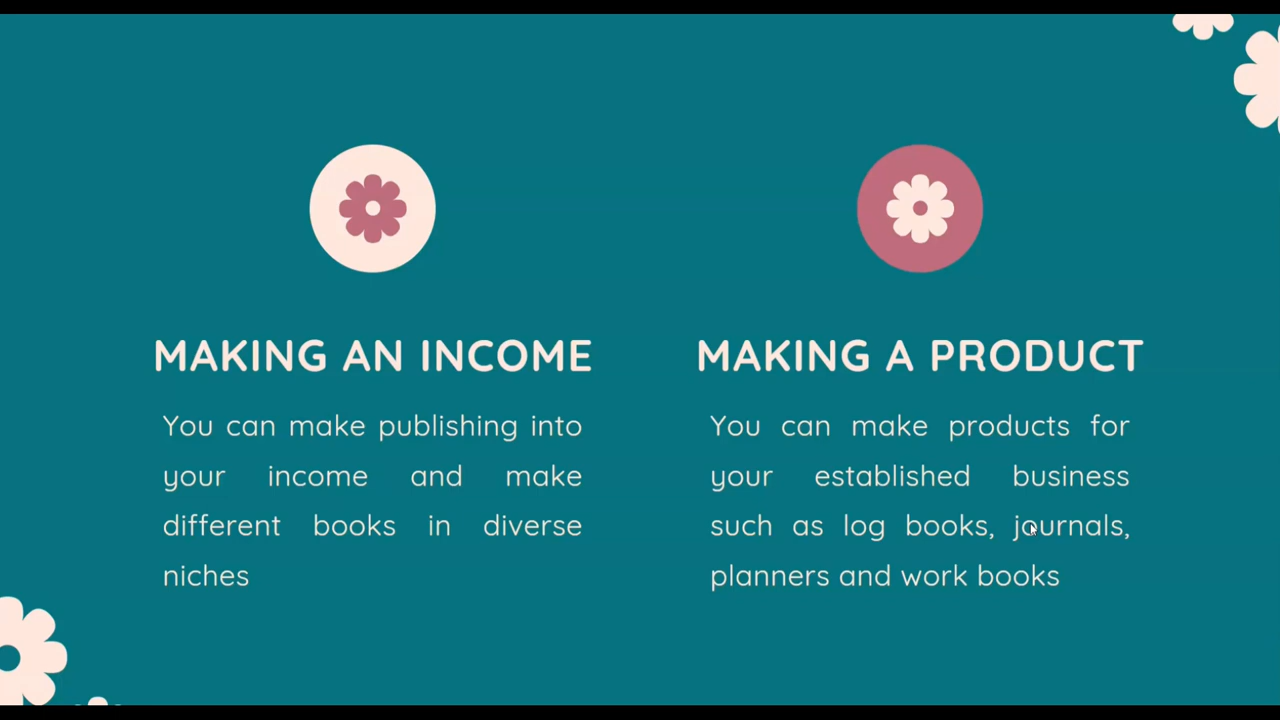 MAKING AN INCOME
You can make publishing into
your income and make
different books in diverse
niches
MAKING A PRODUCT
You can make products for
your established business
such as log books, journals,
planners and work books